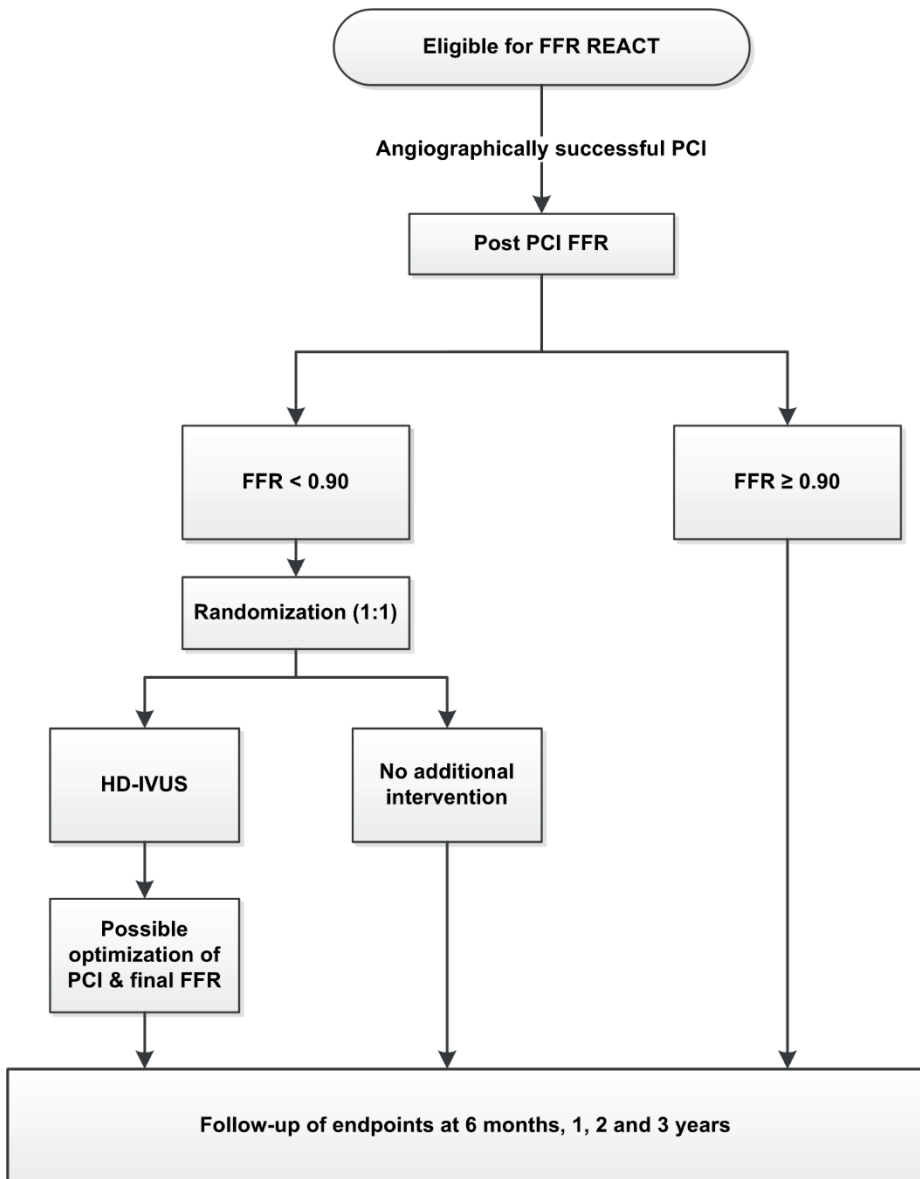 Eligible for FFR REACT
Angiographically successful PCI
Post PCI FFR
FFR < 0.90
FFR ≥ 0.90
Randomization (1:1)
HD-IVUS
No additional
intervention
Possible
optimization of
PCI & final FFR
Follow-up of endpoints at 6 months, 1, 2 and 3 years